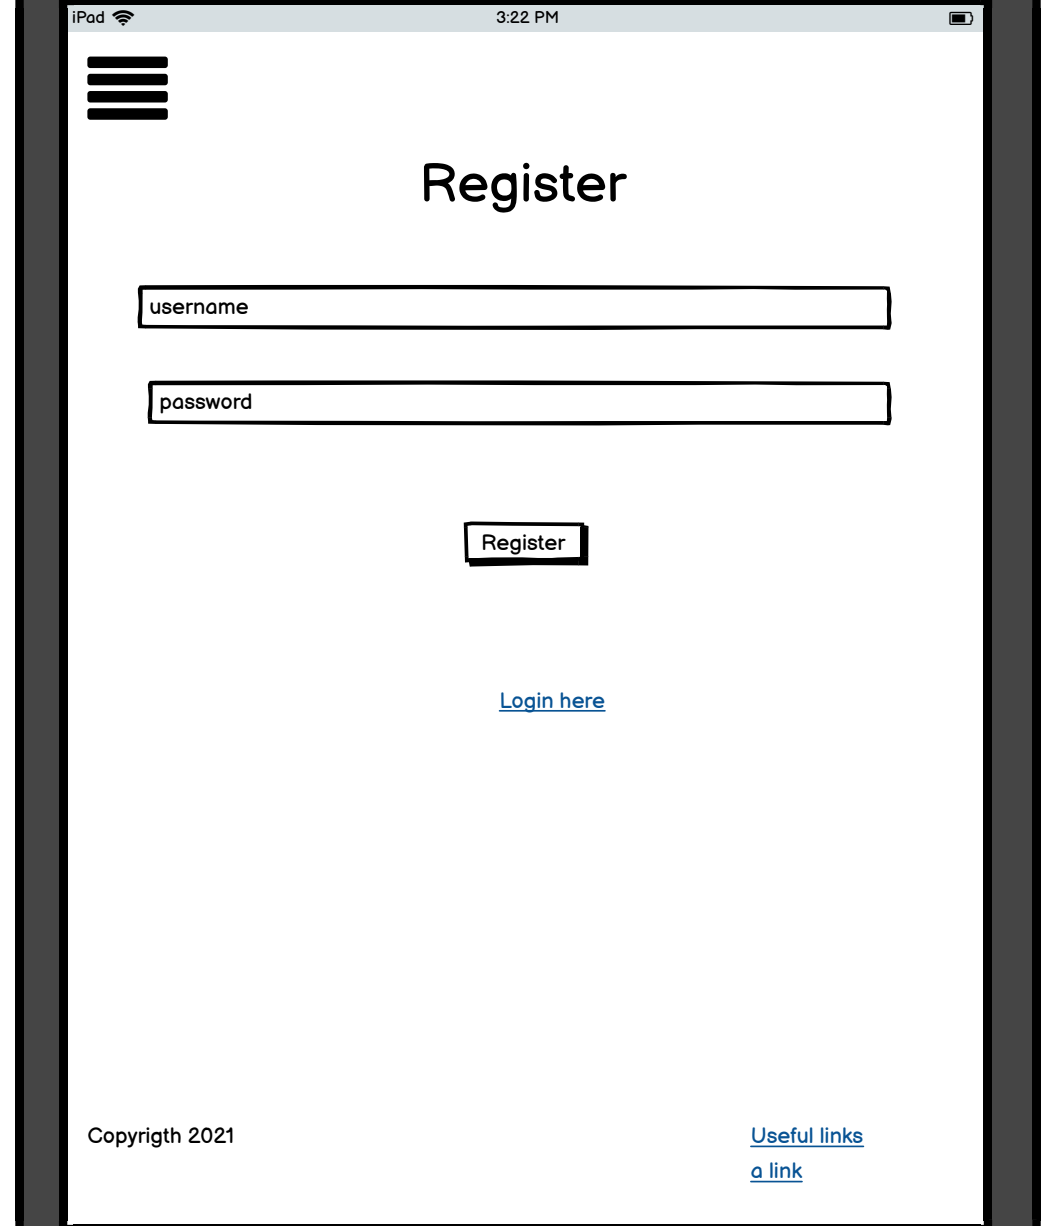 iPad 3:22 PM
Register
username
password
Register
Login here
Copyrigth 2021 Useful links
a link